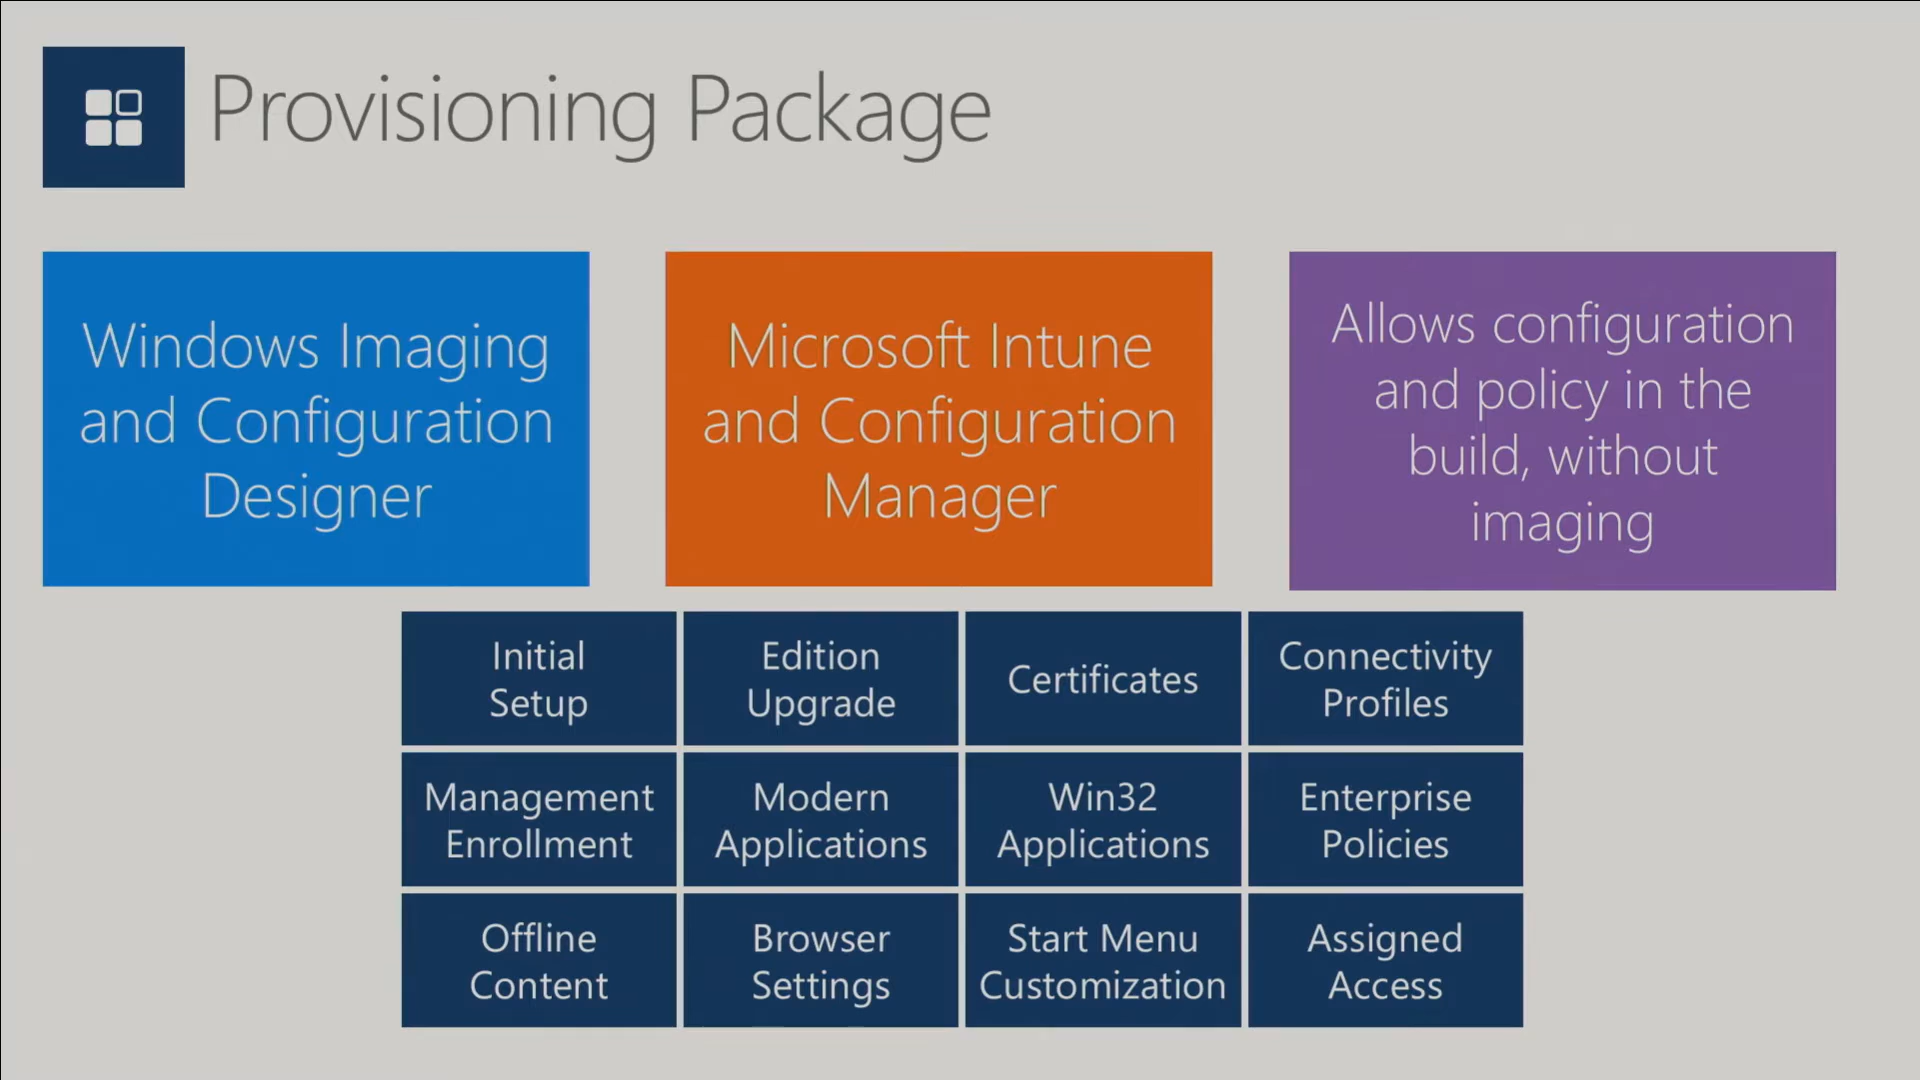 Provisioning Package
Windows Imaging
and Configuration
Designer
Microsoft Intune
and Configuration
Manager
Allows configuration
and policy in the
build, without
imaging
Initial
Setup
Edition
Upgrade
Certificates
Connectivity
Profiles
Management
Enrollment
Modern
Applications
Win32
Applications
Enterprise
Policies
Offline
Content
Browser
Settings
Start Menu
Customization
Assigned
Access